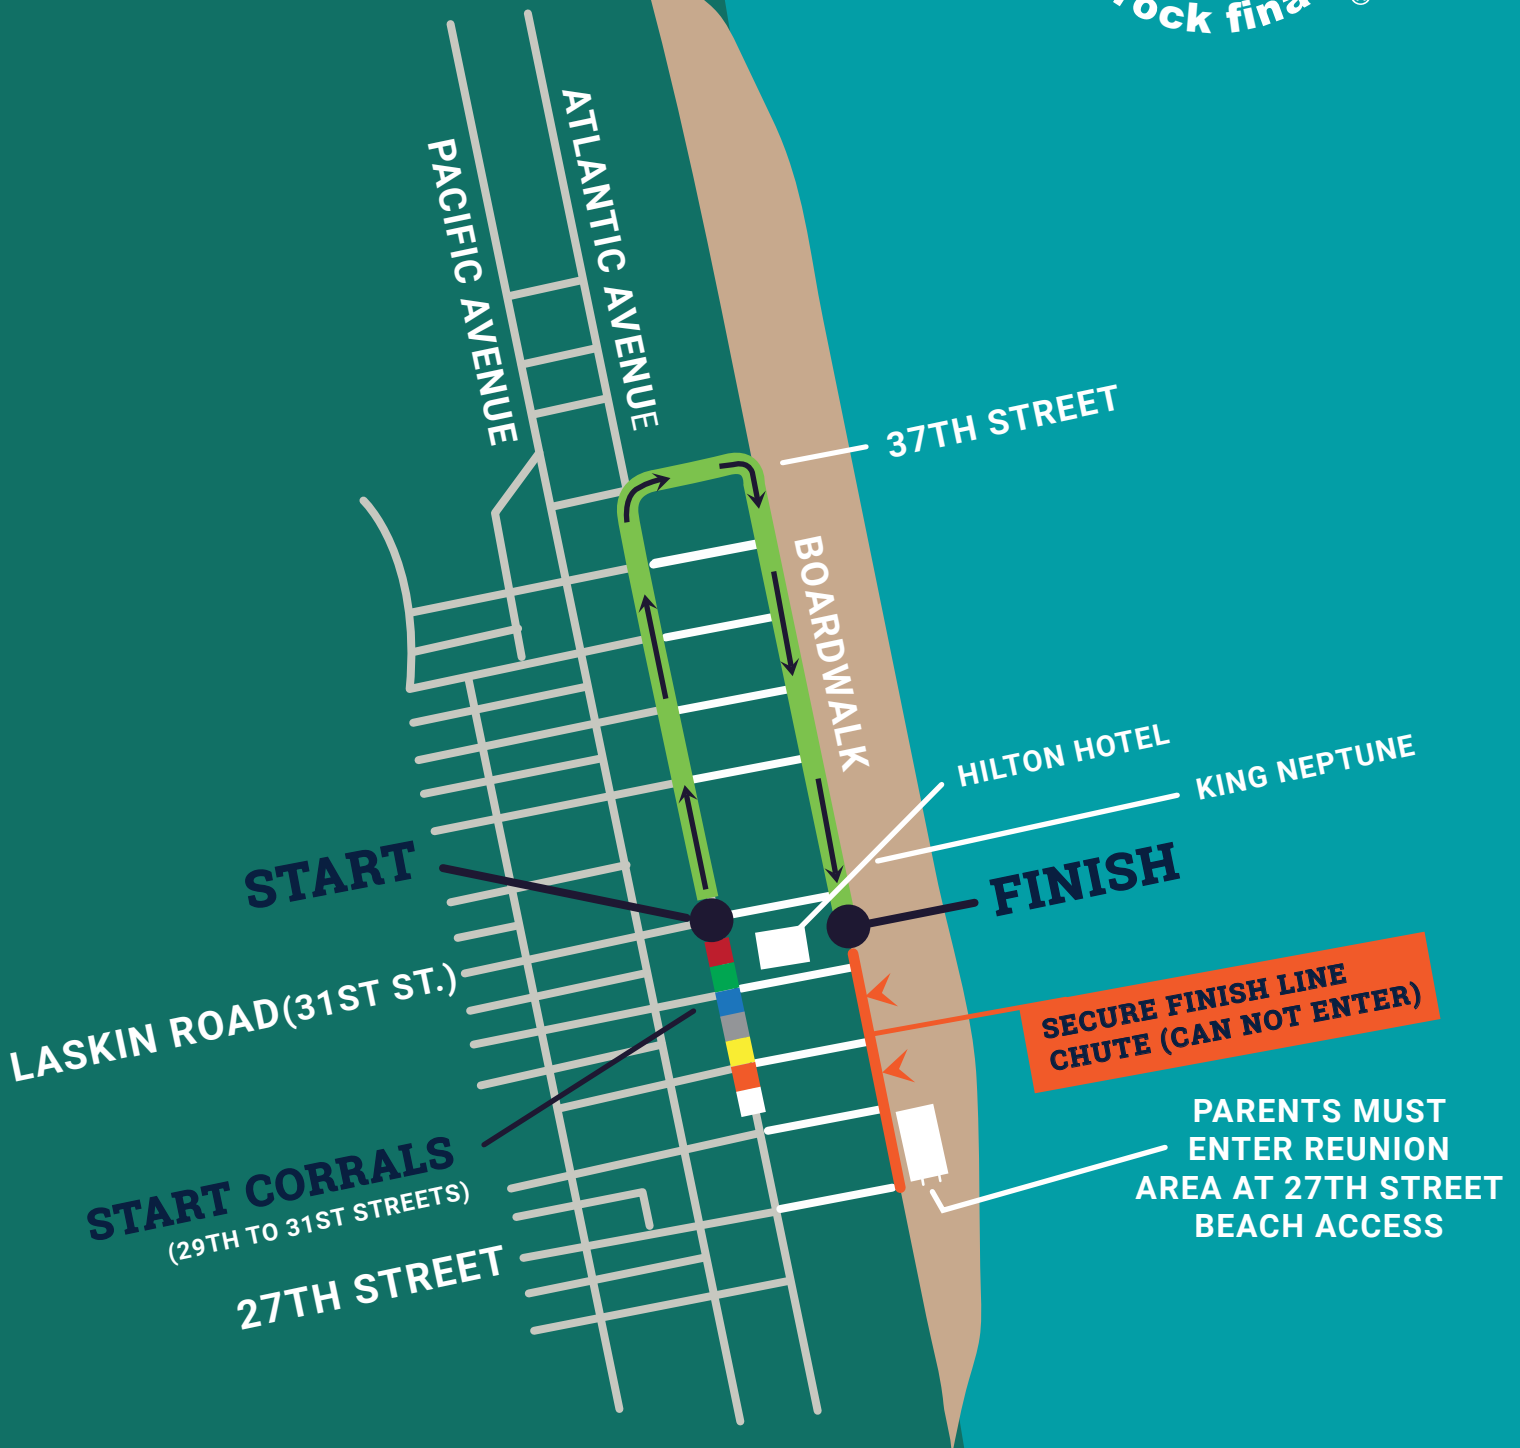 rock fina
®
PACIFIC AVENUE
ATLANTIC AVENUE
37TH STREET
BOARDWALK
HILTON HOTEL
KING NEPTUNE
START
FINISH
LASKIN ROAD(31ST ST.)
SECURE FINISH LINE
CHUTE (CAN NOT ENTER)
PARENTS MUST
ENTER REUNION
AREA AT 27TH STREET
BEACH ACCESS
START CORRALS
(29TH TO 31ST STREETS)
27TH STREET